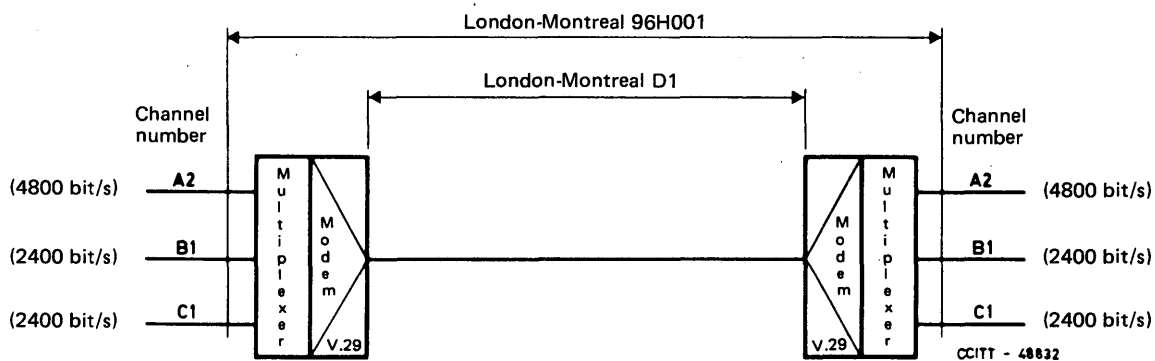 London-Montreal 96H001
London-Montreal D1
Channel number
Channel number
(4800 bit/s) A2
A2 (4800 bit/s)
(2400 bit/s) B1
B1 (2400 bit/s)
(2400 bit/s) C1
C1 (2400 bit/s)
Multiplexer
Modem
V.29
Modem
V.29
Multiplexer
CCITT - 48832